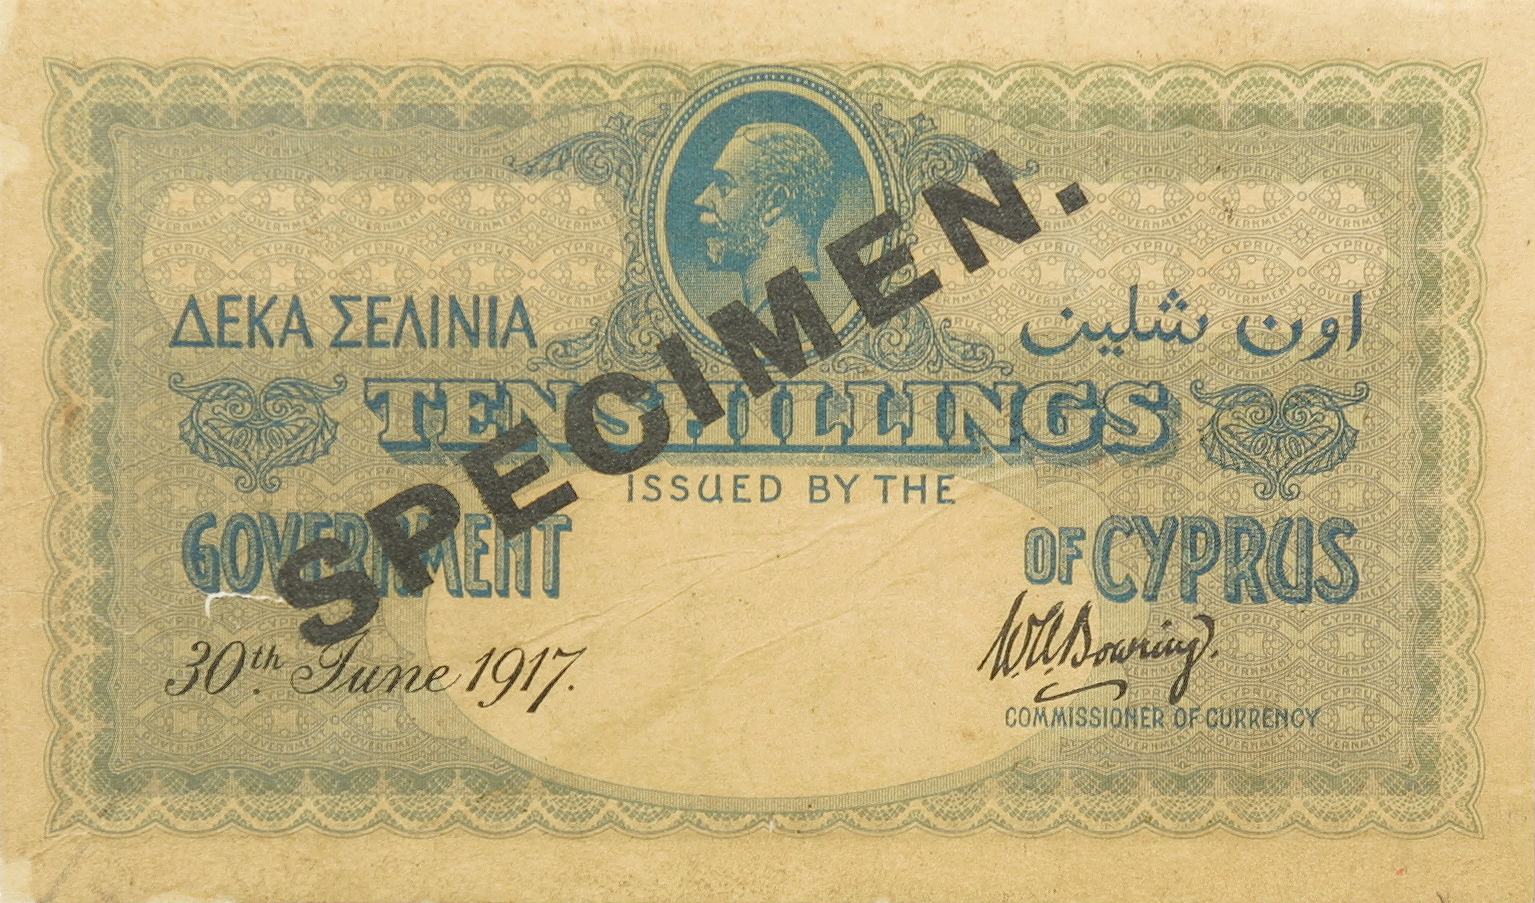 ΔΕΚΑ ΣΕΛΙΝΙΑ
اون شلين
TEN SHILLINGS
ISSUED BY THE
GOVERNMENT OF CYPRUS
30th. June 1917.
W.A. Bowring.
COMMISSIONER OF CURRENCY
SPECIMEN.